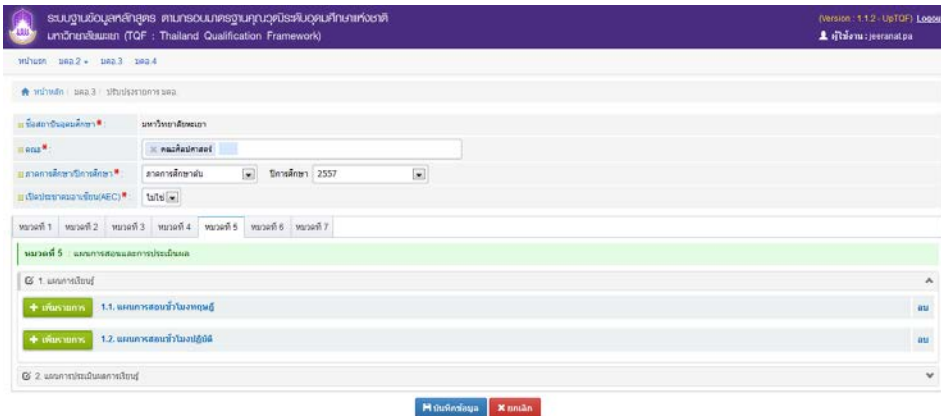 ระบบฐานข้อมูลหลักสูตร ตามกรอบมาตรฐานคุณวุฒิระดับอุดมศึกษาแห่งชาติ
มหาวิทยาลัยพะเยา (TQF : Thailand Qualification Framework)
(Version : 1.1.2 - UpTQF) Logou
ผู้ใช้งาน : jeeranat.pa
หน้าแรก มคอ.2 มคอ.3 มคอ.4
หน้าหลัก / มคอ.3 / ปรับปรุงรายการ มคอ.
ชื่อสถาบันอุดมศึกษา : มหาวิทยาลัยพะเยา
คณะ : คณะศิลปศาสตร์
ภาคการศึกษา/ปีการศึกษา : ภาคการศึกษาต้น ปีการศึกษา 2557
เปิดประชาคมอาเซียน(AEC) : ไม่ใช่
หมวดที่ 1 หมวดที่ 2 หมวดที่ 3 หมวดที่ 4 หมวดที่ 5 หมวดที่ 6 หมวดที่ 7
หมวดที่ 5 : แผนการสอนและการประเมินผล
1. แผนการเรียนรู้
+ เพิ่มรายการ 1.1. แผนการสอนชั่วโมงทฤษฎี ลบ
+ เพิ่มรายการ 1.2. แผนการสอนชั่วโมงปฏิบัติ ลบ
2. แผนการประเมินผลการเรียนรู้
บันทึกข้อมูล ยกเลิก